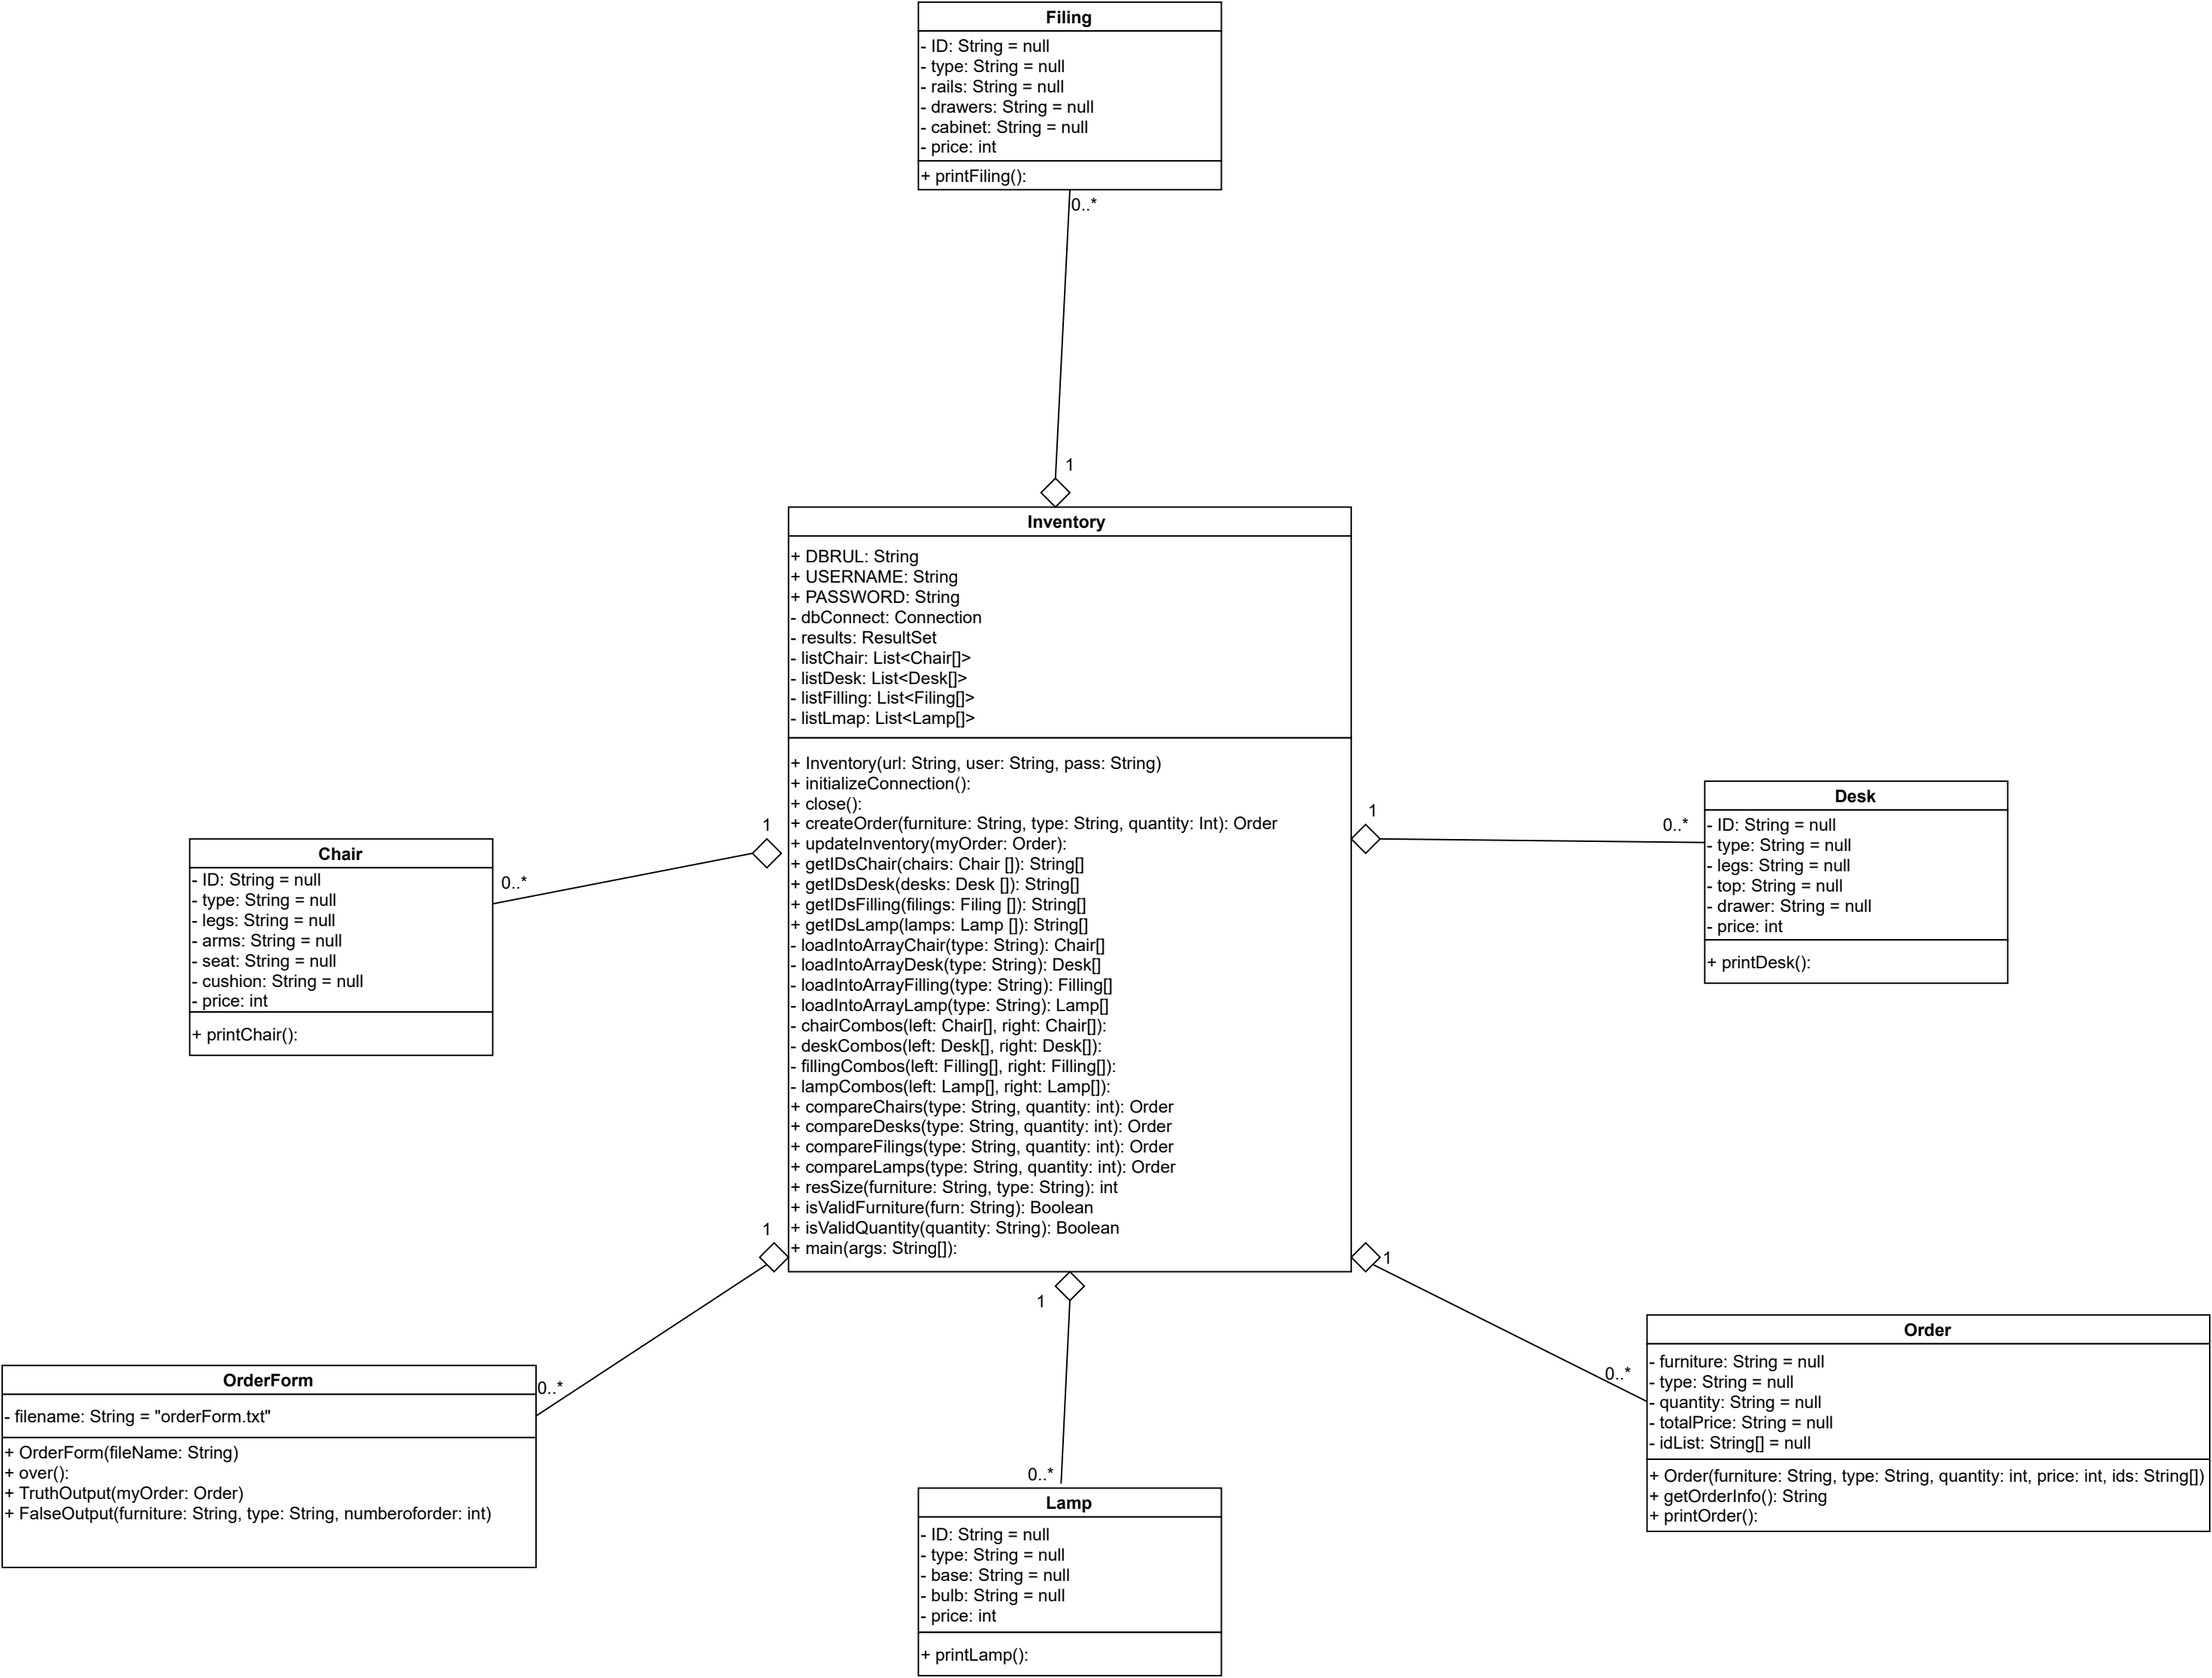 Filing
- ID: String = null
- type: String = null
- rails: String = null
- drawers: String = null
- cabinet: String = null
- price: int
+ printFiling():
0..*
1
Inventory
+ DBRUL: String
+ USERNAME: String
+ PASSWORD: String
- dbConnect: Connection
- results: ResultSet
- listChair: List<Chair[]>
- listDesk: List<Desk[]>
- listFilling: List<Filing[]>
- listLmap: List<Lamp[]>
+ Inventory(url: String, user: String, pass: String)
+ initializeConnection():
+ close():
+ createOrder(furniture: String, type: String, quantity: Int): Order
+ updateInventory(myOrder: Order):
+ getIDsChair(chairs: Chair []): String[]
+ getIDsDesk(desks: Desk []): String[]
+ getIDsFilling(filings: Filing []): String[]
+ getIDsLamp(lamps: Lamp []): String[]
- loadIntoArrayChair(type: String): Chair[]
- loadIntoArrayDesk(type: String): Desk[]
- loadIntoArrayFilling(type: String): Filling[]
- loadIntoArrayLamp(type: String): Lamp[]
- chairCombos(left: Chair[], right: Chair[]):
- deskCombos(left: Desk[], right: Desk[]):
- fillingCombos(left: Filling[], right: Filling[]):
- lampCombos(left: Lamp[], right: Lamp[]):
+ compareChairs(type: String, quantity: int): Order
+ compareDesks(type: String, quantity: int): Order
+ compareFilings(type: String, quantity: int): Order
+ compareLamps(type: String, quantity: int): Order
+ resSize(furniture: String, type: String): int
+ isValidFurniture(furn: String): Boolean
+ isValidQuantity(quantity: String): Boolean
+ main(args: String[]):
1
0..*
Chair
- ID: String = null
- type: String = null
- legs: String = null
- arms: String = null
- seat: String = null
- cushion: String = null
- price: int
+ printChair():
1
0..*
Desk
- ID: String = null
- type: String = null
- legs: String = null
- top: String = null
- drawer: String = null
- price: int
+ printDesk():
1
0..*
OrderForm
- filename: String = "orderForm.txt"
+ OrderForm(fileName: String)
+ over():
+ TruthOutput(myOrder: Order)
+ FalseOutput(furniture: String, type: String, numberoforder: int)
1
0..*
Lamp
- ID: String = null
- type: String = null
- base: String = null
- bulb: String = null
- price: int
+ printLamp():
1
0..*
Order
- furniture: String = null
- type: String = null
- quantity: String = null
- totalPrice: String = null
- idList: String[] = null
+ Order(furniture: String, type: String, quantity: int, price: int, ids: String[])
+ getOrderInfo(): String
+ printOrder():